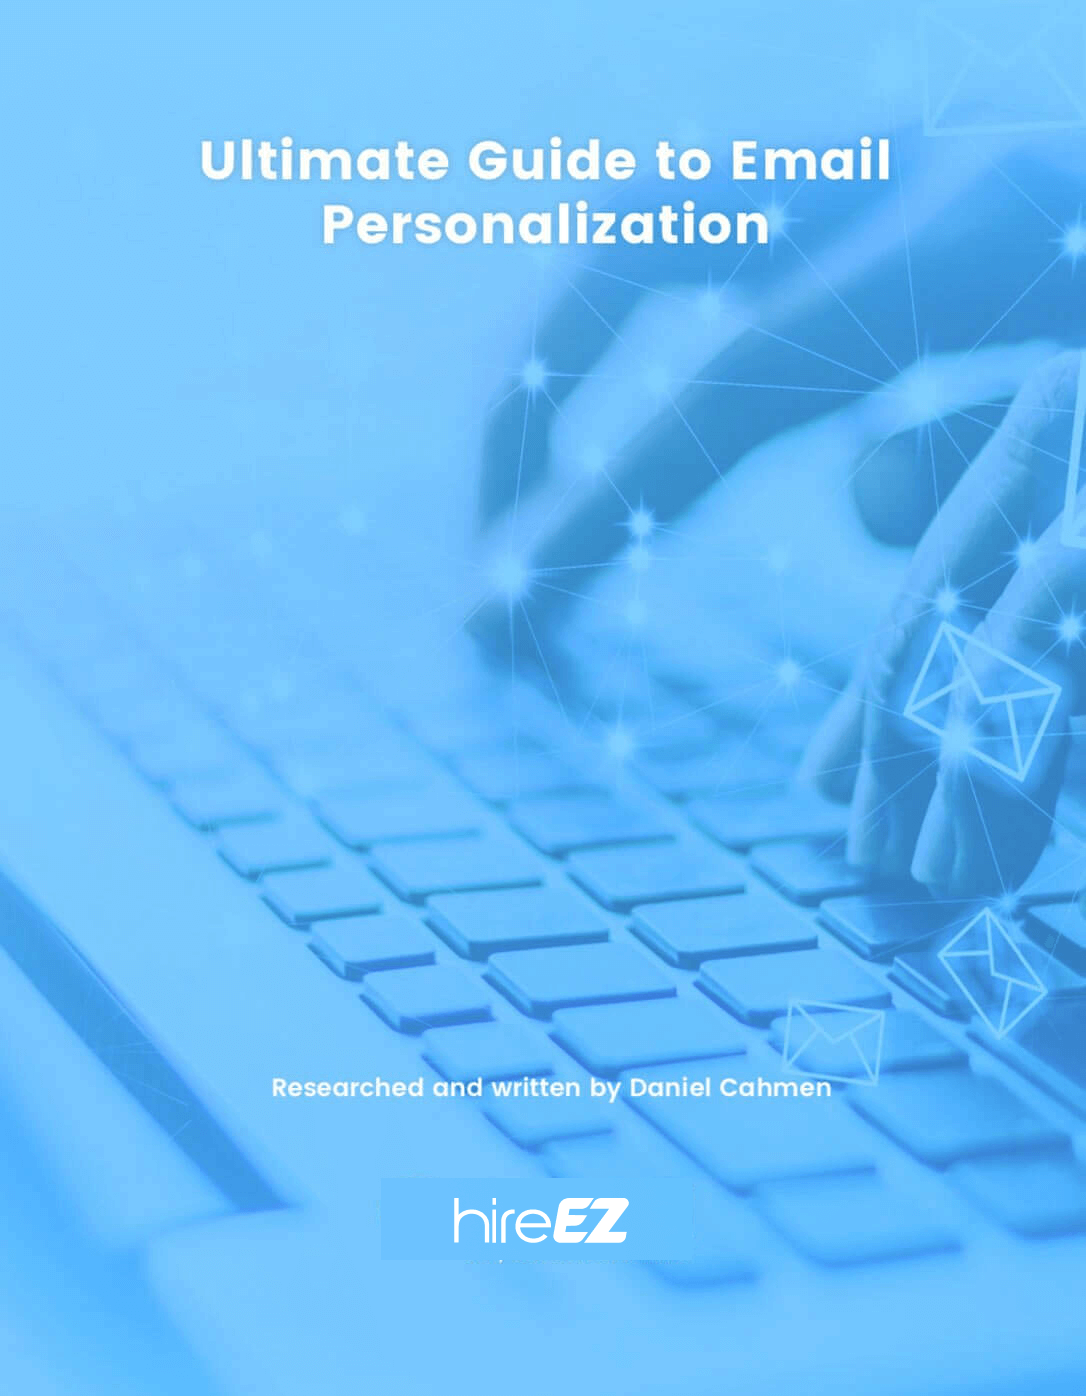 Ultimate Guide to Email
Personalization
Researched and written by Daniel Cahmen
hireEZ